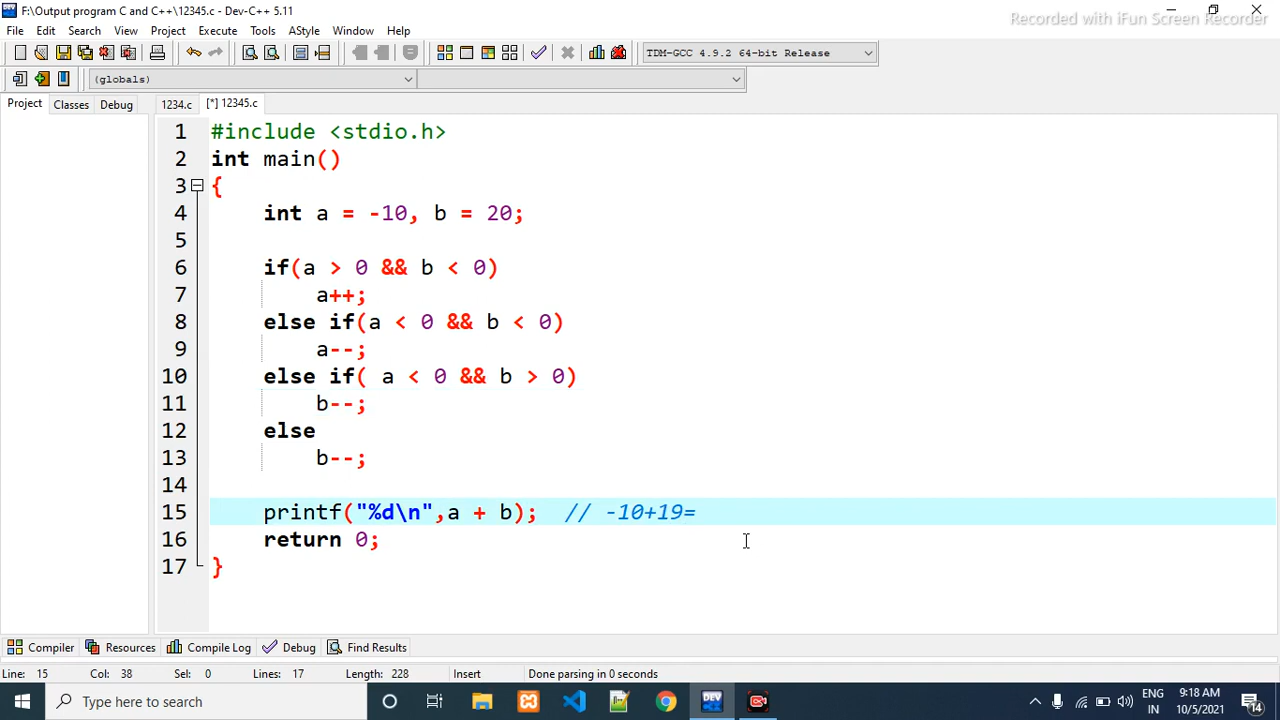 F:\Output program C and C++\12345.c - Dev-C++ 5.11
Recorded with iFun Screen Recorder
File Edit Search View Project Execute Tools AStyle Window Help
TDM-GCC 4.9.2 64-bit Release
(globals)
Project Classes Debug 1234.c [*] 12345.c
1 #include <stdio.h>
2 int main()
3 {
4 int a = -10, b = 20;
5
6 if(a > 0 && b < 0)
7 a++;
8 else if(a < 0 && b < 0)
9 a--;
10 else if( a < 0 && b > 0)
11 b--;
12 else
13 b--;
14
15 printf("%d\n",a + b); // -10+19=
16 return 0;
17 }
Compiler Resources Compile Log Debug Find Results
Line: 15 Col: 38 Sel: 0 Lines: 17 Length: 228 Insert Done parsing in 0 seconds
Type here to search
DEV
ENG 9:18 AM
IN 10/5/2021
14